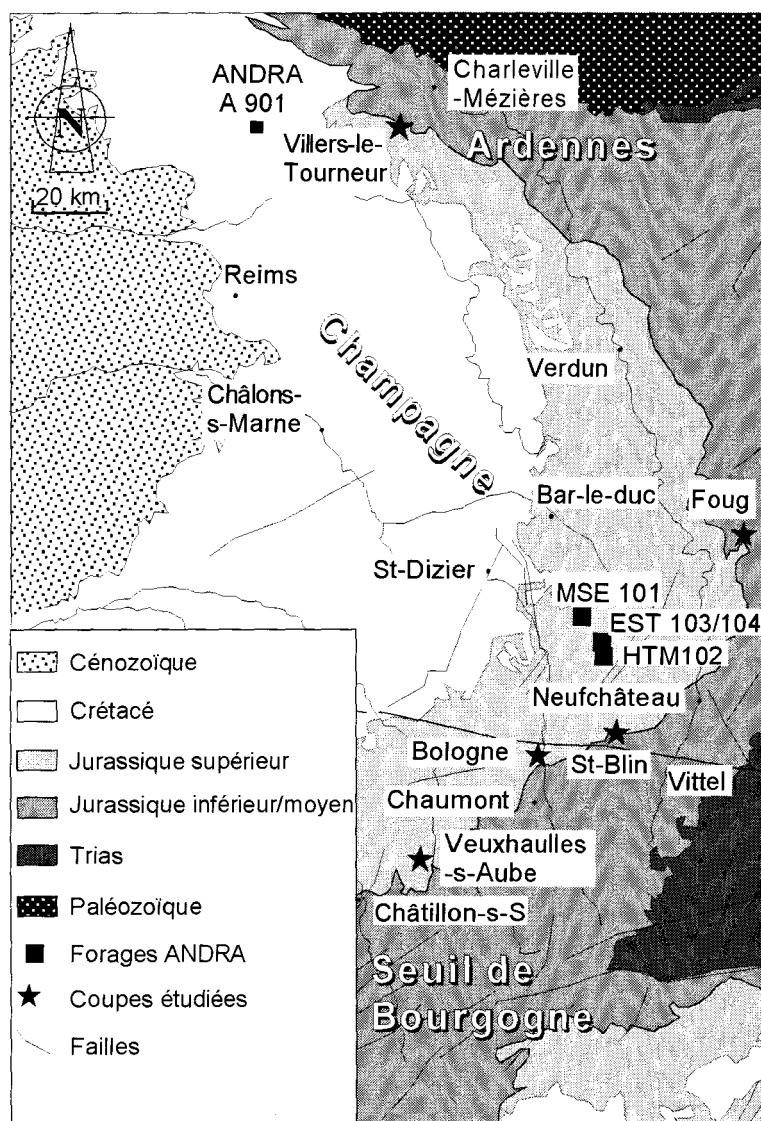 ANDRA
A 901
Charleville
-Mézières
Villers-le-
Tourneur
Ardennes
N
20 km
Reims
Champagne
Verdun
Châlons-
s-Marne
Bar-le-duc
Foug
St-Dizier
MSE 101
EST 103/104
HTM102
Neufchâteau
Bologne
St-Blin
Vittel
Chaumont
Veuxhaulles
-s-Aube
Châtillon-s-S
Seuil de
Bourgogne
Cénozoïque
Crétacé
Jurassique supérieur
Jurassique inférieur/moyen
Trias
Paléozoïque
Forages ANDRA
Coupes étudiées
Failles